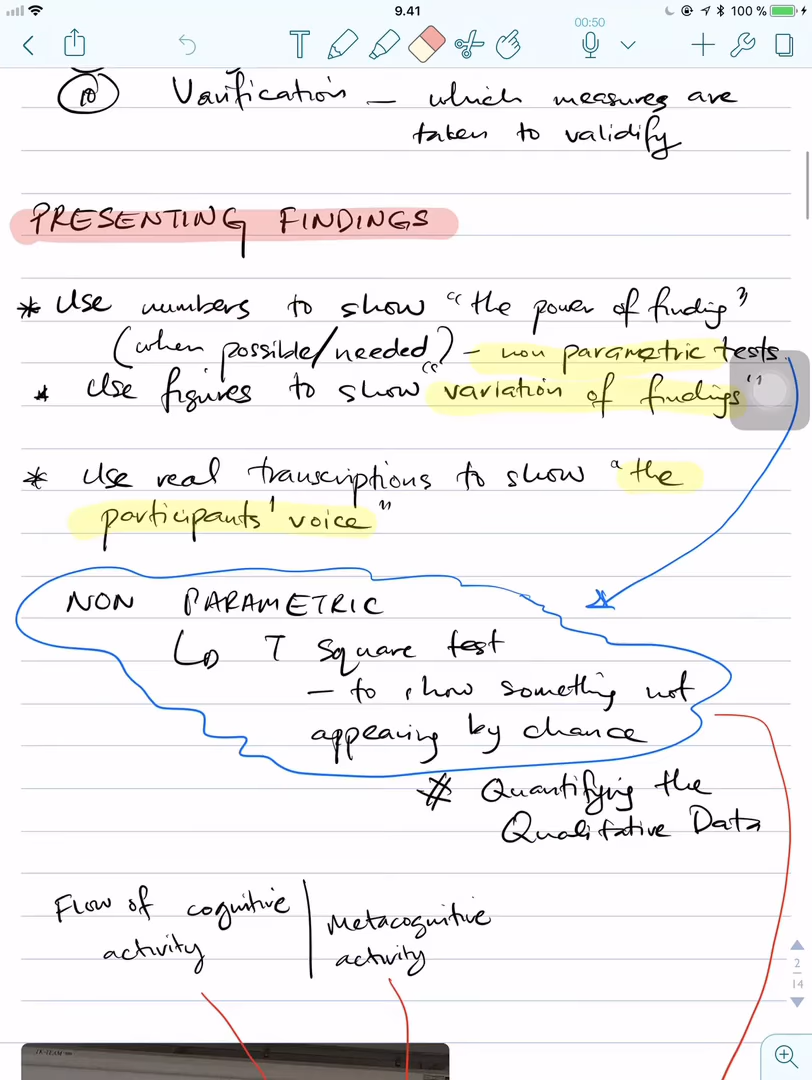 9.41
100 %
00:50
T
10 Varification – which measures are
taken to validify
PRESENTING FINDINGS
* Use numbers to show "the power of finding"
(when possible/needed) – non parametric tests.
* Use figures to show "variation of findings"
* Use real transcriptions to show "the
participants' voice"
NON PARAMETRIC
T square test
– to show something not
appearing by chance
# Quantifying the
Qualitative Data
Flow of cognitive
activity
Metacognitive
activity
2
14